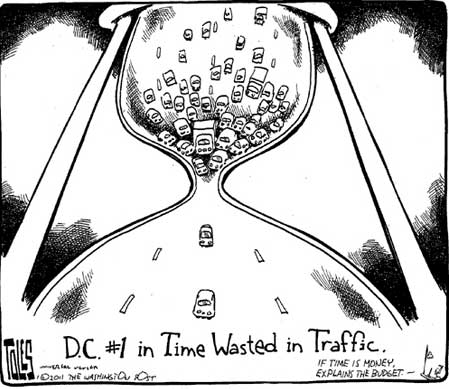 D.C. #1 in Time Wasted in Traffic.
TOLES
©2011 THE WASHINGTON POST
IF TIME IS MONEY,
EXPLAINS THE BUDGET.—